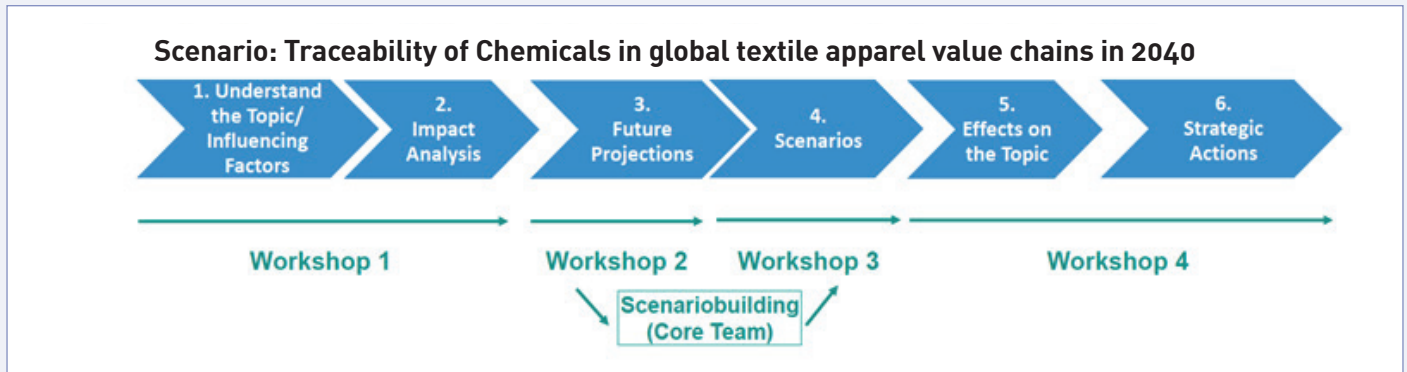 Scenario: Traceability of Chemicals in global textile apparel value chains in 2040
1. Understand
the Topic/
Influencing
Factors
2.
Impact
Analysis
3.
Future
Projections
4.
Scenarios
5.
Effects on
the Topic
6.
Strategic
Actions
Workshop 1
Workshop 2
Workshop 3
Workshop 4
Scenariobuilding
(Core Team)